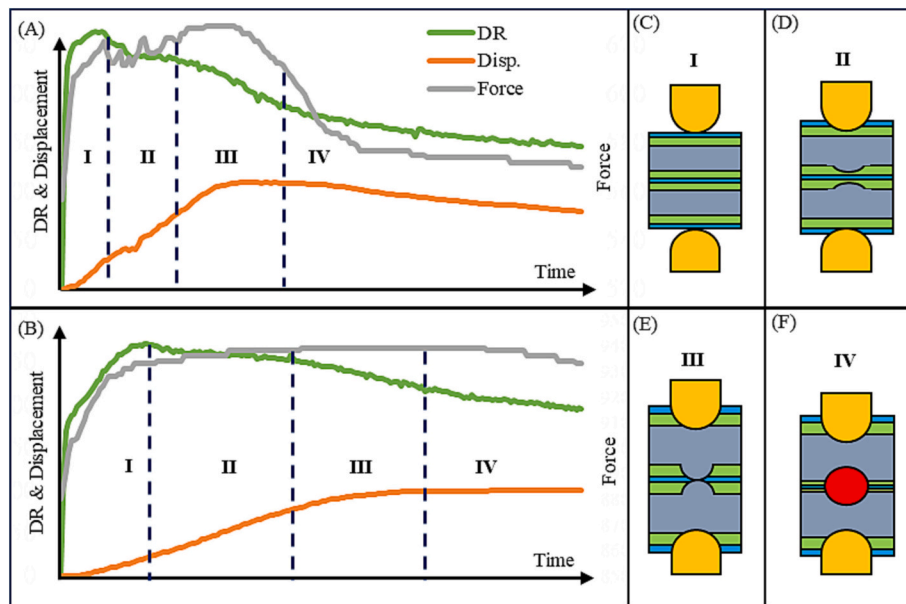 (A)
DR
Disp.
Force
I
II
III
IV
DR & Displacement
Force
Time
(B)
I
II
III
IV
DR & Displacement
Force
Time
(C)
I
(D)
II
(E)
III
(F)
IV